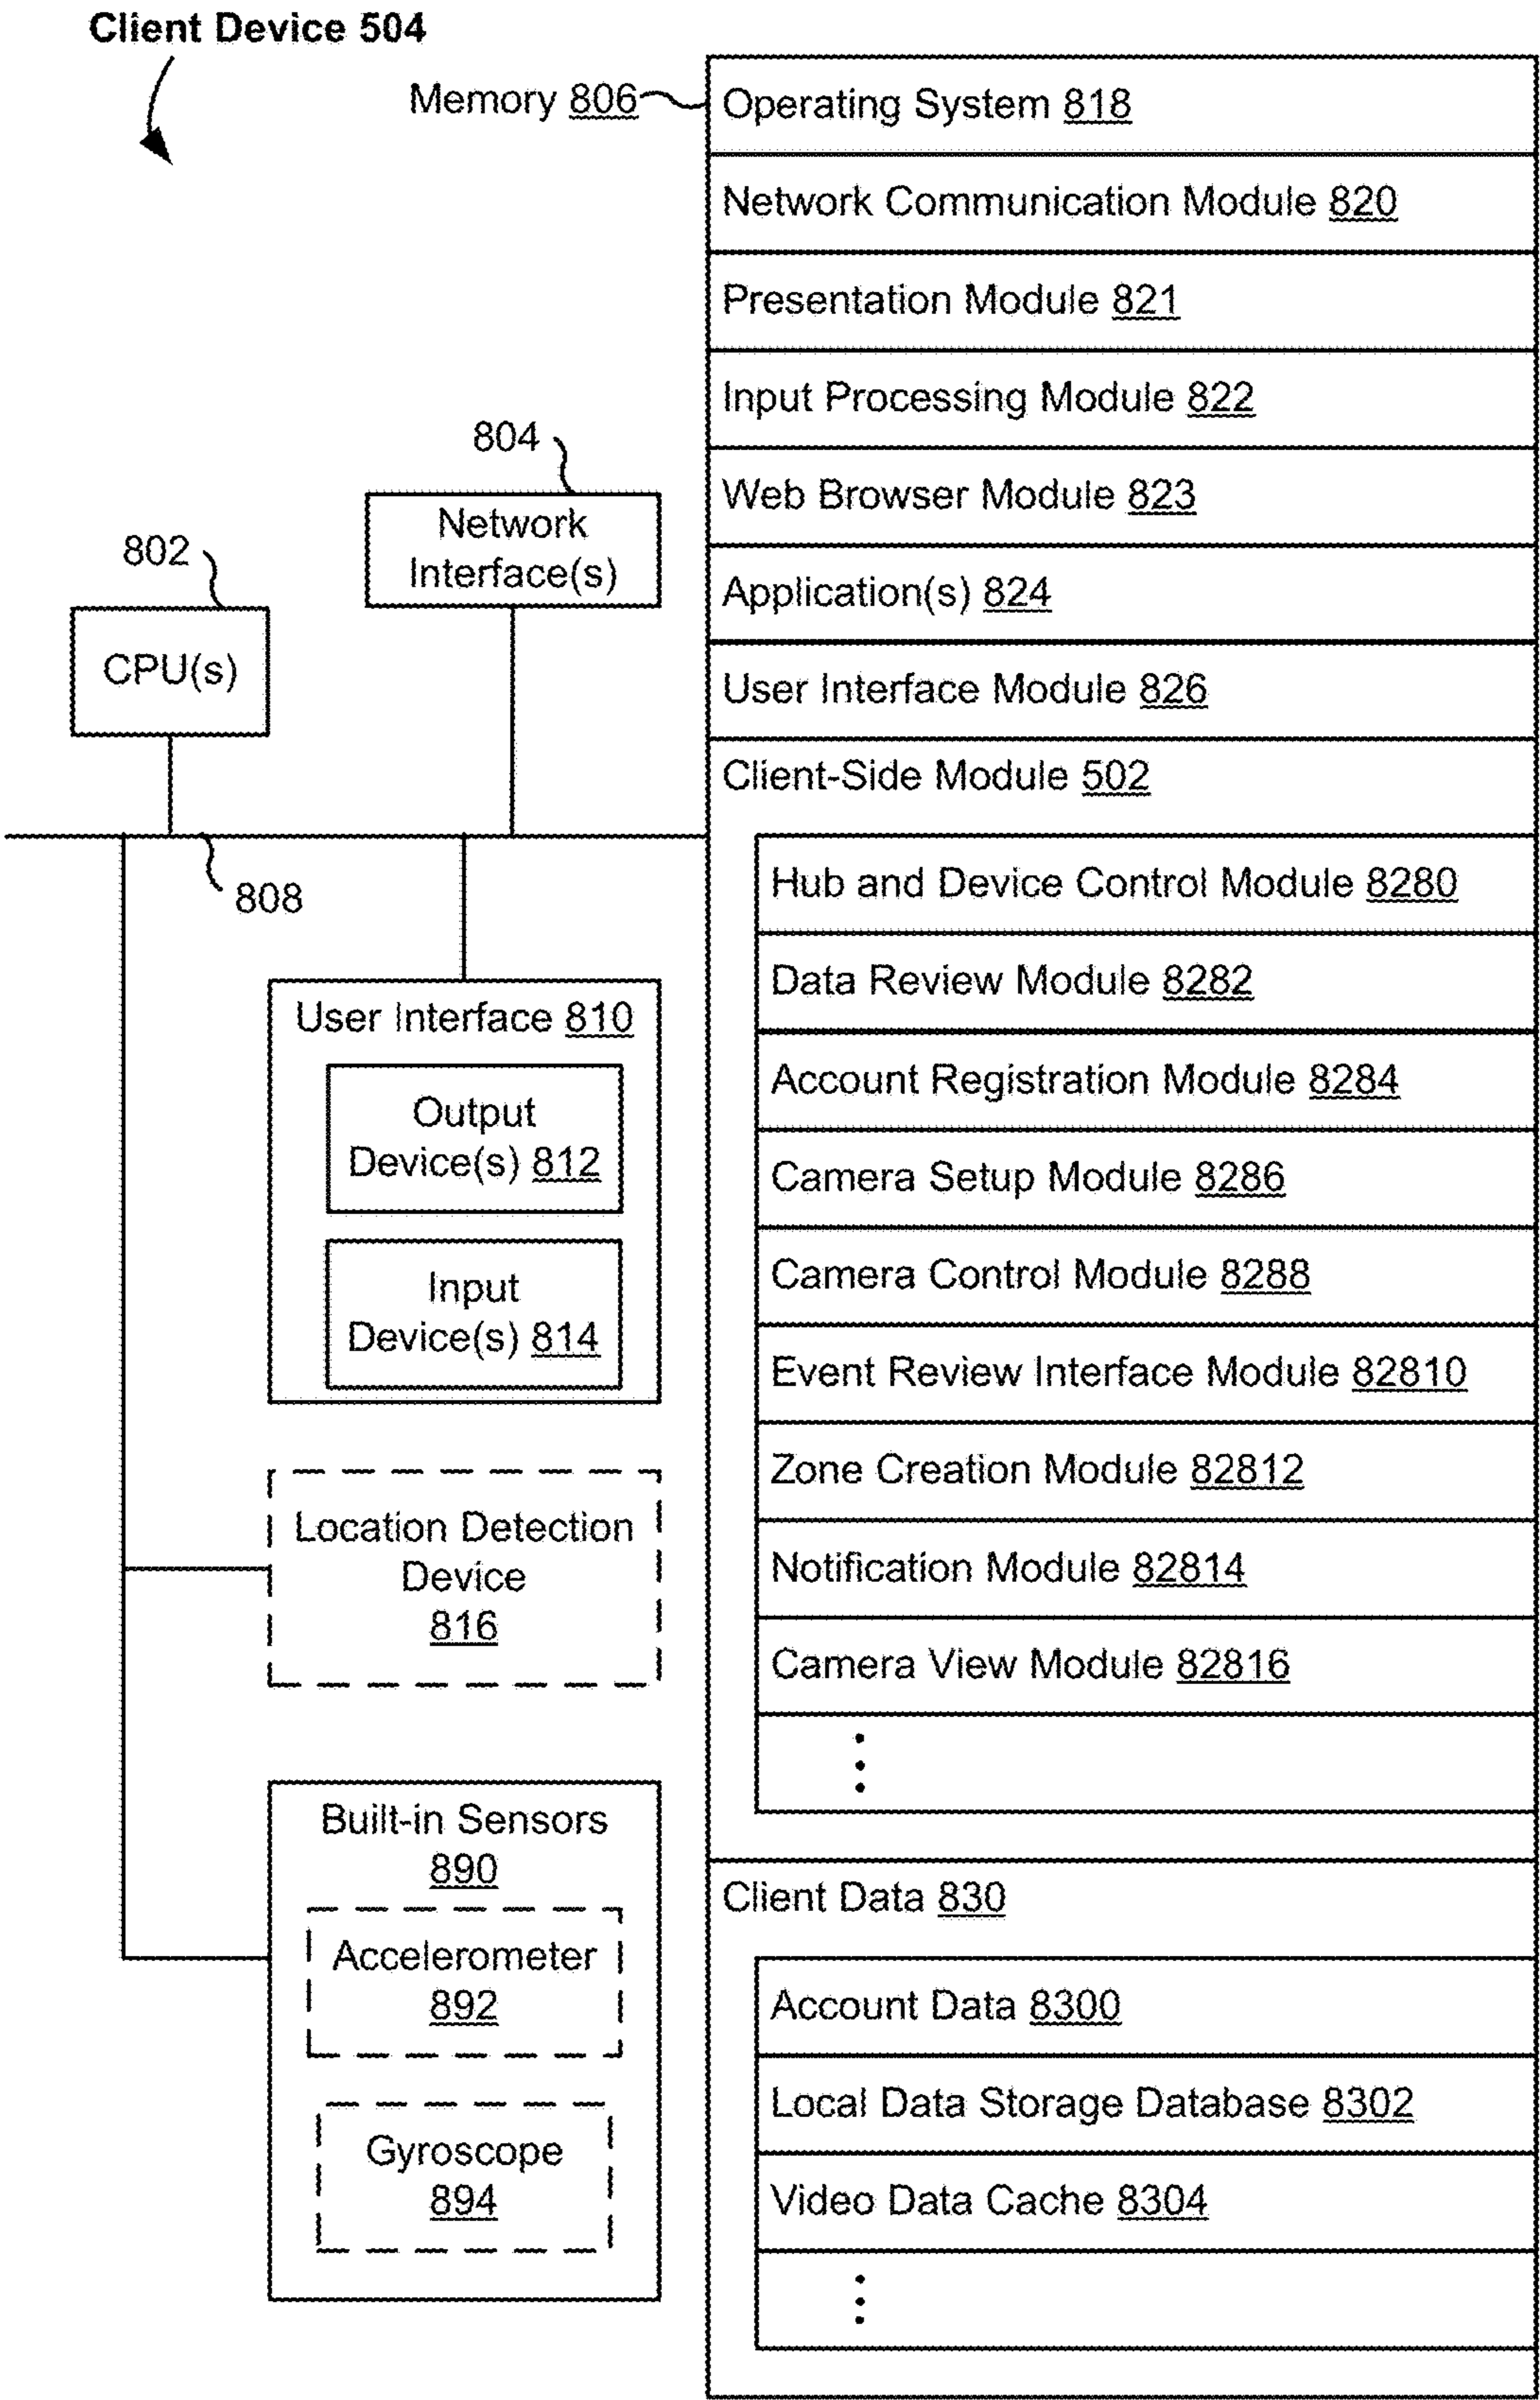 Client Device 504
Memory 806
Operating System 818
Network Communication Module 820
Presentation Module 821
Input Processing Module 822
Web Browser Module 823
Application(s) 824
User Interface Module 826
Client-Side Module 502
Hub and Device Control Module 8280
Data Review Module 8282
Account Registration Module 8284
Camera Setup Module 8286
Camera Control Module 8288
Event Review Interface Module 82810
Zone Creation Module 82812
Notification Module 82814
Camera View Module 82816
Client Data 830
Account Data 8300
Local Data Storage Database 8302
Video Data Cache 8304
804
Network
Interface(s)
802
CPU(s)
808
User Interface 810
Output
Device(s) 812
Input
Device(s) 814
Location Detection
Device
816
Built-in Sensors
890
Accelerometer
892
Gyroscope
894